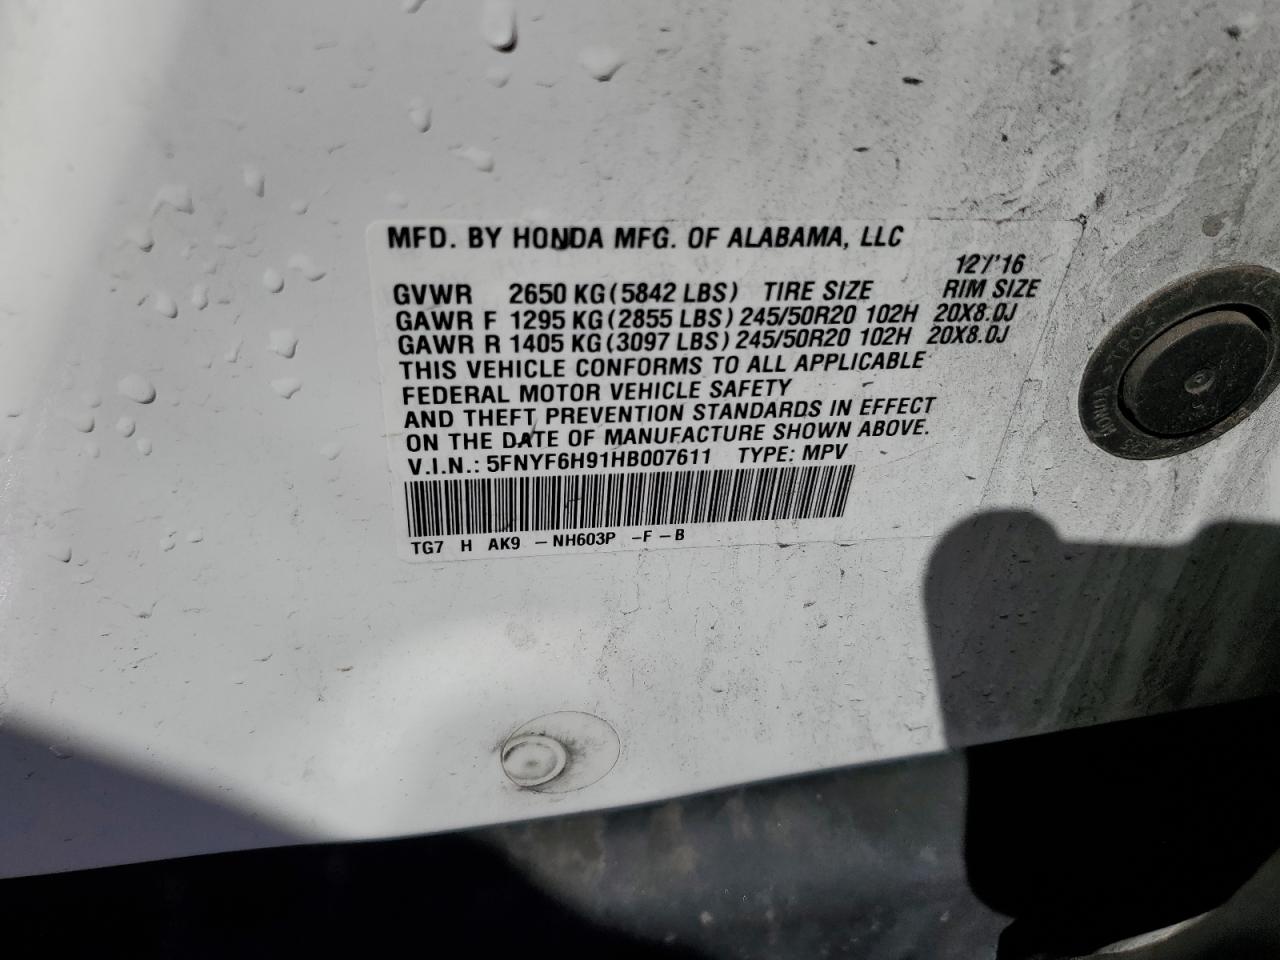 MFD. BY HONDA MFG. OF ALABAMA, LLC
12/'16
GVWR 2650 KG (5842 LBS) TIRE SIZE RIM SIZE
GAWR F 1295 KG (2855 LBS) 245/50R20 102H 20X8.0J
GAWR R 1405 KG (3097 LBS) 245/50R20 102H 20X8.0J
THIS VEHICLE CONFORMS TO ALL APPLICABLE
FEDERAL MOTOR VEHICLE SAFETY
AND THEFT PREVENTION STANDARDS IN EFFECT
ON THE DATE OF MANUFACTURE SHOWN ABOVE.
V.I.N.: 5FNYF6H91HB007611 TYPE: MPV
TG7 H AK9 -NH603P -F-B